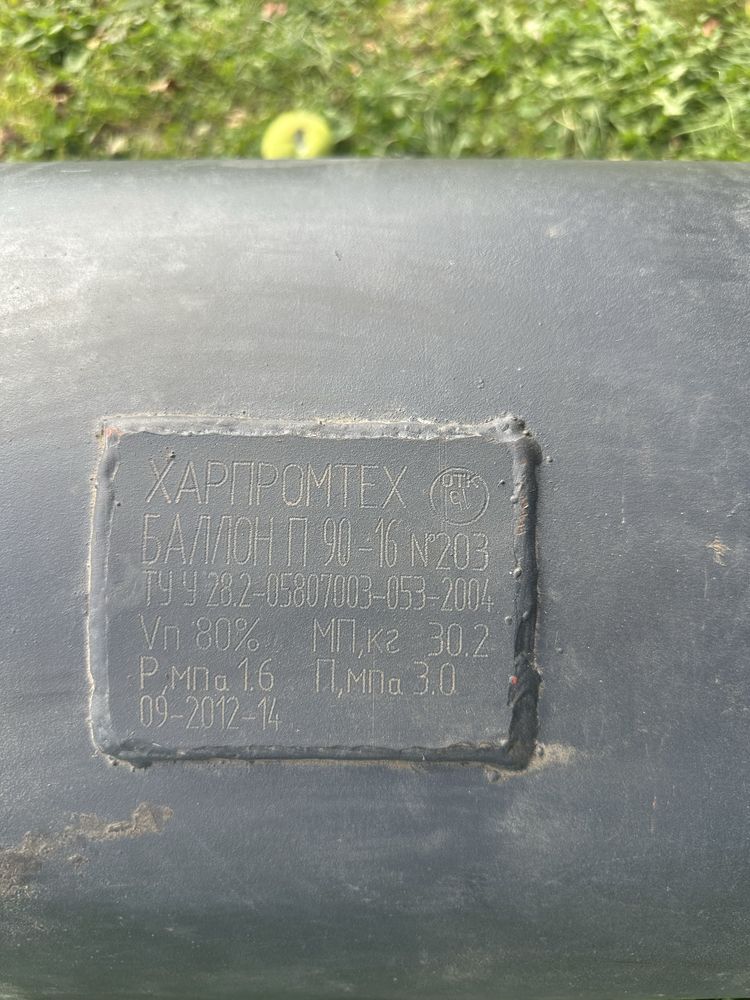 ХАРПРОМТЕХ ОТК
БАЛЛОН П 90-16 №203
ТУ У 28.2-05807003-053-2004
Vп 80% МП,кг 30.2
Р,мпа 1.6 П,мпа 3.0
09-2012-14